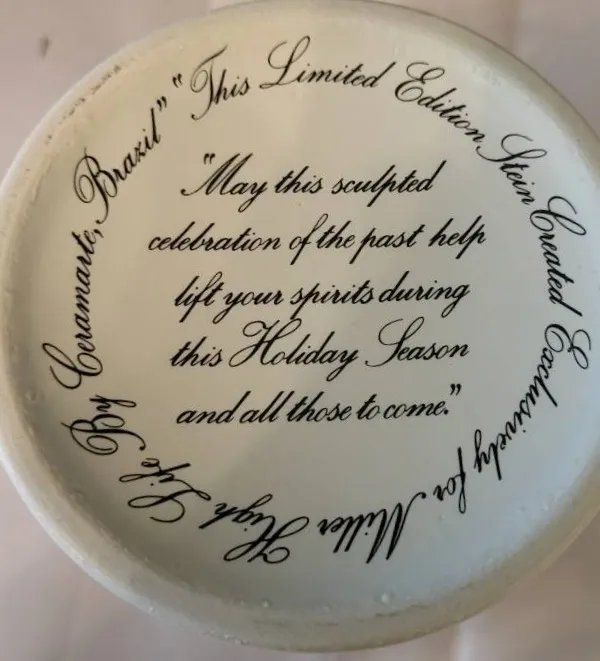 "This Limited Edition Stein Created Exclusively for Miller High Life By Ceramarte, Brazil"
"May this sculpted
celebration of the past help
lift your spirits during
this Holiday Season
and all those to come."